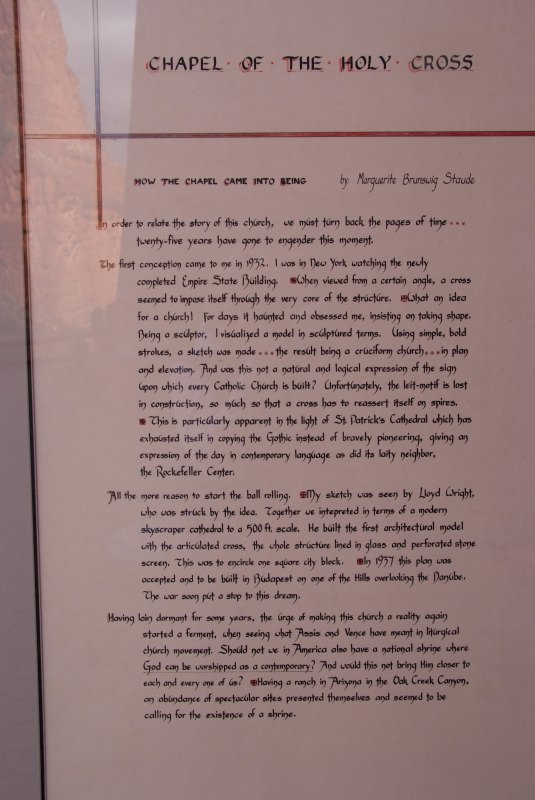 CHAPEL · OF · THE · HOLY · CROSS
HOW THE CHAPEL CAME INTO BEING by: Marguerite Brunswig Staude
In order to relate the story of this church, we must turn back the pages of time...
twenty-five years have gone to engender this moment.
The first conception came to me in 1932. I was in New York watching the newly
completed Empire State Building. When viewed from a certain angle, a cross
seemed to impose itself through the very core of the structure. What an idea
for a church! For days it haunted and obsessed me, insisting on taking shape.
Being a sculptor, I visualized a model in sculptured terms. Using simple, bold
strokes, a sketch was made...the result being a cruciform church...in plan
and elevation. And was this not a natural and logical expression of the sign
upon which every Catholic Church is built? Unfortunately, the leit-motif is lost
in construction, so much so that a cross has to reassert itself on spires.
This is particularly apparent in the light of St. Patrick's Cathedral which has
exhausted itself in copying the Gothic instead of bravely pioneering, giving an
expression of the day in contemporary language as did its laity neighbor,
the Rockefeller Center.
All the more reason to start the ball rolling. My sketch was seen by Lloyd Wright,
who was struck by the idea. Together we intepreted in terms of a modern
skyscraper cathedral to a 500 ft. scale. He built the first architectural model
with the articulated cross, the whole structure lined in glass and perforated stone
screen. This was to encircle one square city block. In 1937 this plan was
accepted and to be built in Budapest on one of the Hills overlooking the Danube.
The war soon put a stop to this dream.
Having lain dormant for some years, the urge of making this church a reality again
started a ferment, when seeing what Assis and Vence have meant in liturgical
church movement. Should not we in America also have a national shrine where
God can be worshipped as a contemporary? And would this not bring Him closer to
each and every one of us? Having a ranch in Arizona in the Oak Creek Canyon,
an abundance of spectacular sites presented themselves and seemed to be
calling for the existence of a shrine.